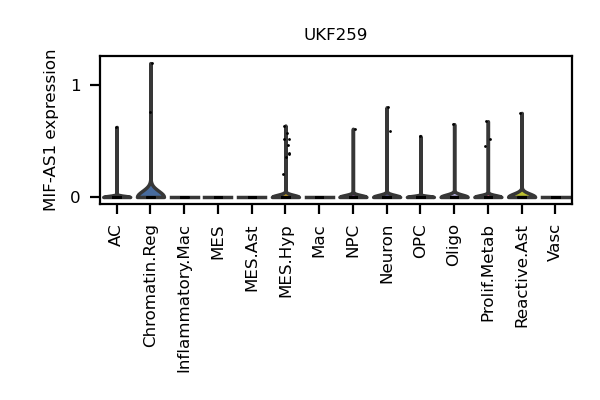 UKF259
MIF-AS1 expression
1
0
AC
Chromatin.Reg
Inflammatory.Mac
MES
MES.Ast
MES.Hyp
Mac
NPC
Neuron
OPC
Oligo
Prolif.Metab
Reactive.Ast
Vasc